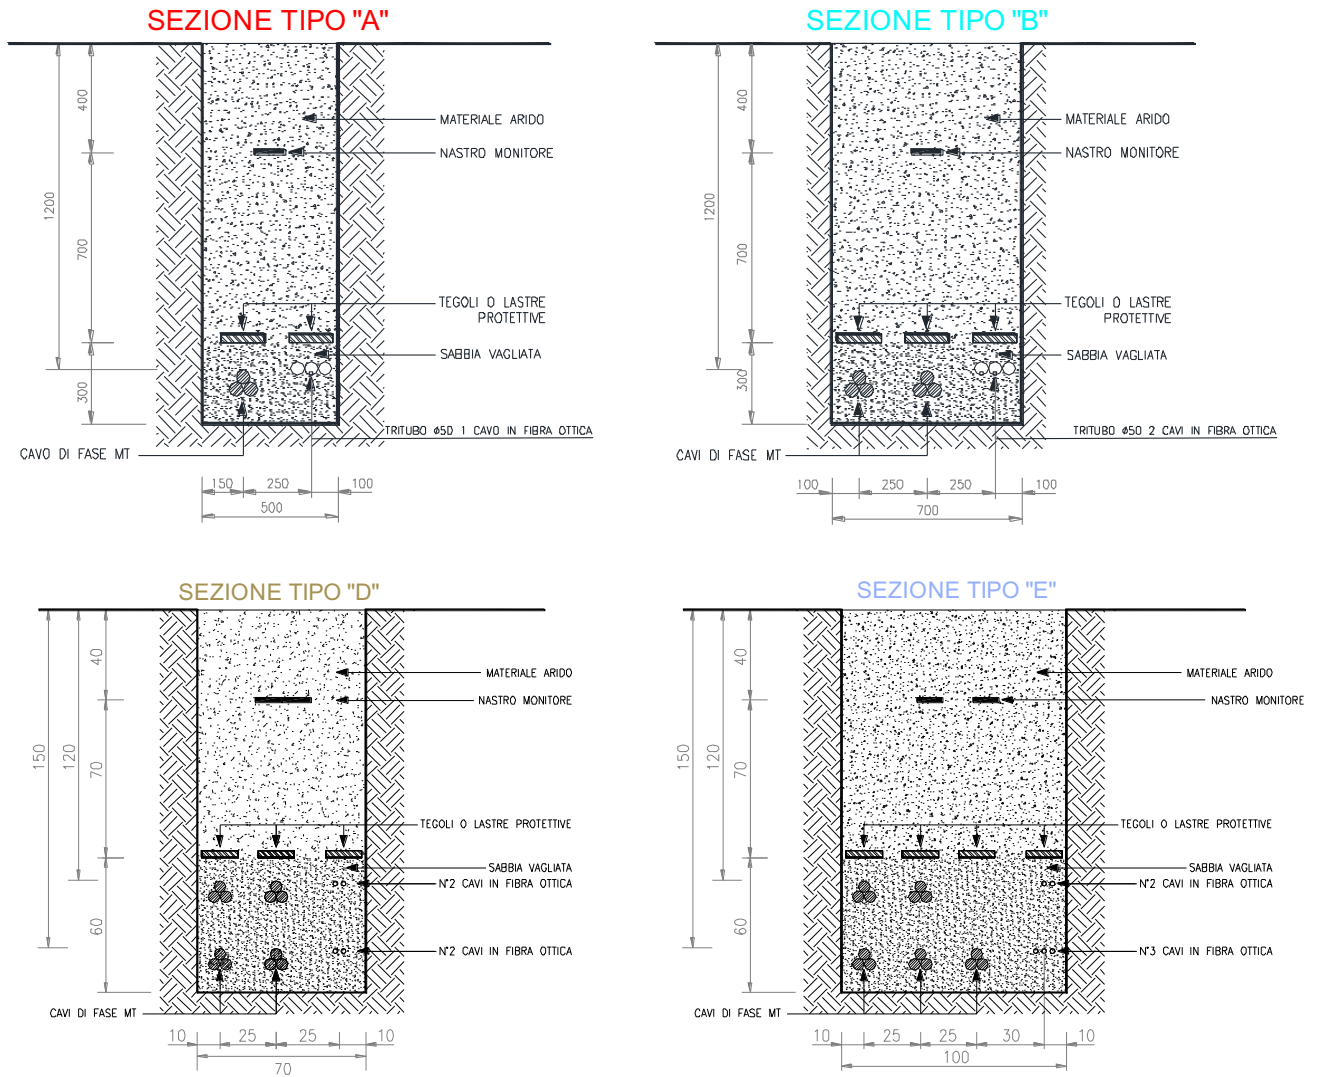 SEZIONE TIPO "A"
400
1200
700
300
MATERIALE ARIDO
NASTRO MONITORE
TEGOLI O LASTRE
PROTETTIVE
SABBIA VAGLIATA
TRITUBO ø50 1 CAVO IN FIBRA OTTICA
CAVO DI FASE MT
150 250 100
500
SEZIONE TIPO "B"
400
1200
700
300
MATERIALE ARIDO
NASTRO MONITORE
TEGOLI O LASTRE
PROTETTIVE
SABBIA VAGLIATA
TRITUBO ø50 2 CAVI IN FIBRA OTTICA
CAVI DI FASE MT
100 250 250 100
700
SEZIONE TIPO "D"
40
150 120 70
60
MATERIALE ARIDO
NASTRO MONITORE
TEGOLI O LASTRE PROTETTIVE
SABBIA VAGLIATA
N°2 CAVI IN FIBRA OTTICA
N°2 CAVI IN FIBRA OTTICA
CAVI DI FASE MT
10 25 25 10
70
SEZIONE TIPO "E"
40
150 120 70
60
MATERIALE ARIDO
NASTRO MONITORE
TEGOLI O LASTRE PROTETTIVE
SABBIA VAGLIATA
N°2 CAVI IN FIBRA OTTICA
N°3 CAVI IN FIBRA OTTICA
CAVI DI FASE MT
10 25 25 30 10
100